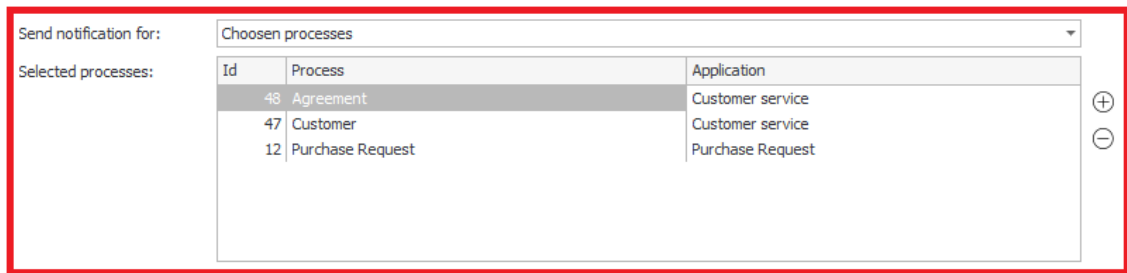 Send notification for: Choosen processes
Selected processes: Id Process Application
48 Agreement Customer service
47 Customer Customer service
12 Purchase Request Purchase Request